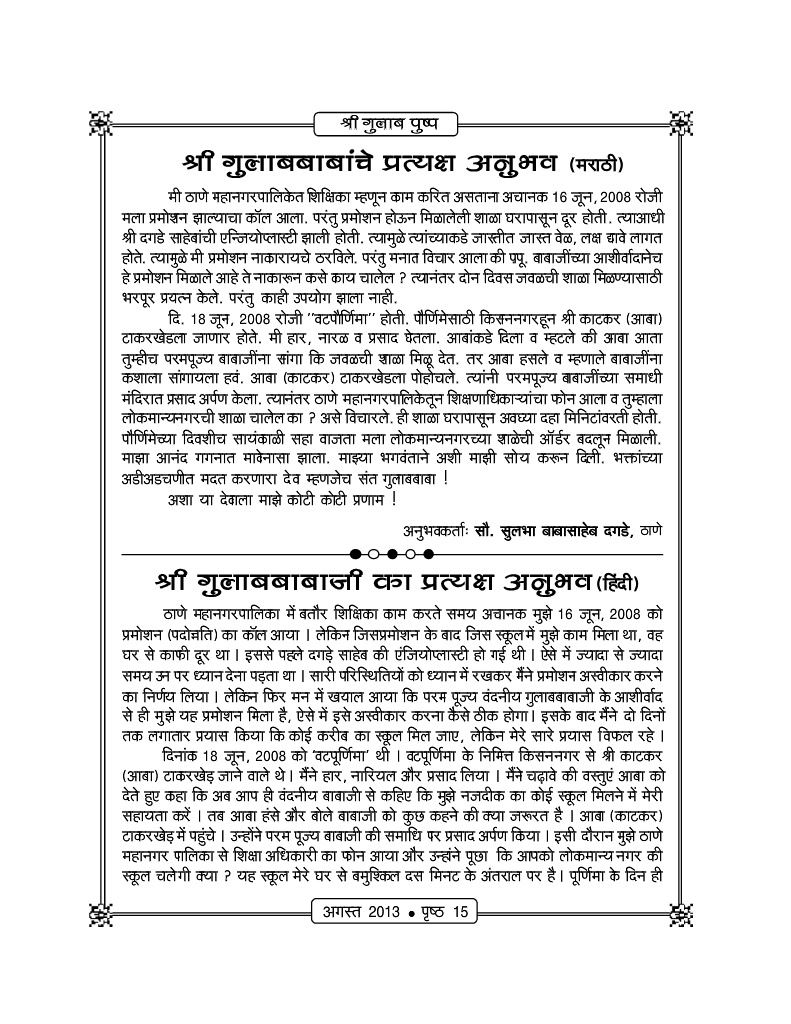 श्री गुलाब पुष्प
श्री गुलाबबाबांचे प्रत्यक्ष अनुभव (मराठी)
मी ठाणे महानगरपालिकेत शिक्षिका म्हणून काम करित असताना अचानक 16 जून, 2008 रोजी
मला प्रमोशन झाल्याचा कॉल आला. परंतु प्रमोशन होऊन मिळालेली शाळा घरापासून दूर होती. त्याआधी
श्री दगडे साहेबांची एन्जियोप्लास्टी झाली होती. त्यामुळे त्यांच्याकडे जास्तीत जास्त वेळ, लक्ष द्यावे लागत
होते. त्यामुळे मी प्रमोशन नाकारायचे ठरविले. परंतु मनात विचार आला की पपू. बाबाजींच्या आशीर्वादानेच
हे प्रमोशन मिळाले आहे ते नाकारून कसे काय चालेल ? त्यानंतर दोन दिवस जवळची शाळा मिळण्यासाठी
भरपूर प्रयत्न केले. परंतु काही उपयोग झाला नाही.
दि. 18 जून, 2008 रोजी ''वटपौर्णिमा'' होती. पौर्णिमेसाठी किसननगरहून श्री काटकर (आबा)
टाकरखेडला जाणार होते. मी हार, नारळ व प्रसाद घेतला. आबांकडे दिला व म्हटले की आबा आता
तुम्हीच परमपूज्य बाबाजींना सांगा कि जवळची शाळा मिळू देत. तर आबा हसले व म्हणाले बाबाजींना
कशाला सांगायला हवं. आबा (काटकर) टाकरखेडला पोहोचले. त्यांनी परमपूज्य बाबाजींच्या समाधी
मंदिरात प्रसाद अर्पण केला. त्यानंतर ठाणे महानगरपालिकेतून शिक्षणाधिकाऱ्यांचा फोन आला व तुम्हाला
लोकमान्यनगरची शाळा चालेल का ? असे विचारले. ही शाळा घरापासून अवघ्या दहा मिनिटांवरती होती.
पौर्णिमेच्या दिवशीच सायंकाळी सहा वाजता मला लोकमान्यनगरच्या शाळेची ऑर्डर बदलून मिळाली.
माझा आनंद गगनात मावेनासा झाला. माझ्या भगवंताने अशी माझी सोय करून दिली. भक्तांच्या
अडीअडचणीत मदत करणारा देव म्हणजेच संत गुलाबबाबा !
अशा या देवाला माझे कोटी कोटी प्रणाम !
अनुभवकर्ताः सौ. सुलभा बाबासाहेब दगडे, ठाणे
श्री गुलाबबाबाजी का प्रत्यक्ष अनुभव (हिंदी)
ठाणे महानगरपालिका में बतौर शिक्षिका काम करते समय अचानक मुझे 16 जून, 2008 को
प्रमोशन (पदोन्नति) का कॉल आया । लेकिन जिसप्रमोशन के बाद जिस स्कूल में मुझे काम मिला था, वह
घर से काफी दूर था । इससे पहले दगड़े साहेब की एंजियोप्लास्टी हो गई थी । ऐसे में ज्यादा से ज्यादा
समय उन पर ध्यान देना पड़ता था । सारी परिस्थितियों को ध्यान में रखकर मैंने प्रमोशन अस्वीकार करने
का निर्णय लिया । लेकिन फिर मन में खयाल आया कि परम पूज्य वंदनीय गुलाबबाबाजी के आशीर्वाद
से ही मुझे यह प्रमोशन मिला है, ऐसे में इसे अस्वीकार करना कैसे ठीक होगा। इसके बाद मैंने दो दिनों
तक लगातार प्रयास किया कि कोई करीब का स्कूल मिल जाए, लेकिन मेरे सारे प्रयास विफल रहे ।
दिनांक 18 जून, 2008 को 'वटपूर्णिमा' थी । वटपूर्णिमा के निमित्त किसननगर से श्री काटकर
(आबा) टाकरखेड़ जाने वाले थे । मैंने हार, नारियल और प्रसाद लिया । मैंने चढ़ावे की वस्तुएं आबा को
देते हुए कहा कि अब आप ही वंदनीय बाबाजी से कहिए कि मुझे नजदीक का कोई स्कूल मिलने में मेरी
सहायता करें । तब आबा हंसे और बोले बाबाजी को कुछ कहने की क्या जरूरत है । आबा (काटकर)
टाकरखेड़ में पहुंचे । उन्होंने परम पूज्य बाबाजी की समाधि पर प्रसाद अर्पण किया । इसी दौरान मुझे ठाणे
महानगर पालिका से शिक्षा अधिकारी का फोन आया और उन्हांने पूछा कि आपको लोकमान्य नगर की
स्कूल चलेगी क्या ? यह स्कूल मेरे घर से बमुश्किल दस मिनट के अंतराल पर है । पूर्णिमा के दिन ही
अगस्त 2013 ● पृष्ठ 15